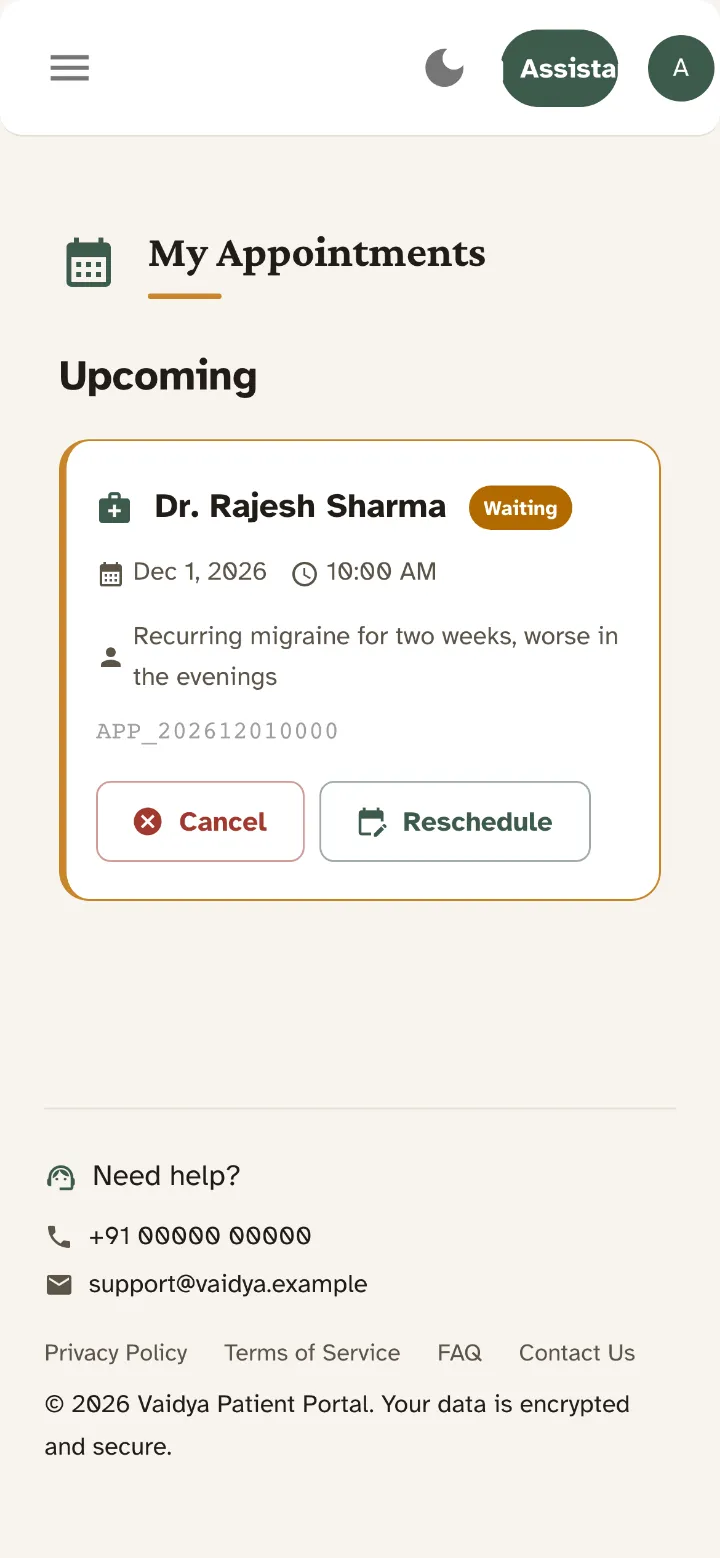 Assista
A
My Appointments
Upcoming
Dr. Rajesh Sharma Waiting
Dec 1, 2026 10:00 AM
Recurring migraine for two weeks, worse in
the evenings
APP_202612010000
Cancel Reschedule
Need help?
+91 00000 00000
support@vaidya.example
Privacy Policy Terms of Service FAQ Contact Us
© 2026 Vaidya Patient Portal. Your data is encrypted
and secure.